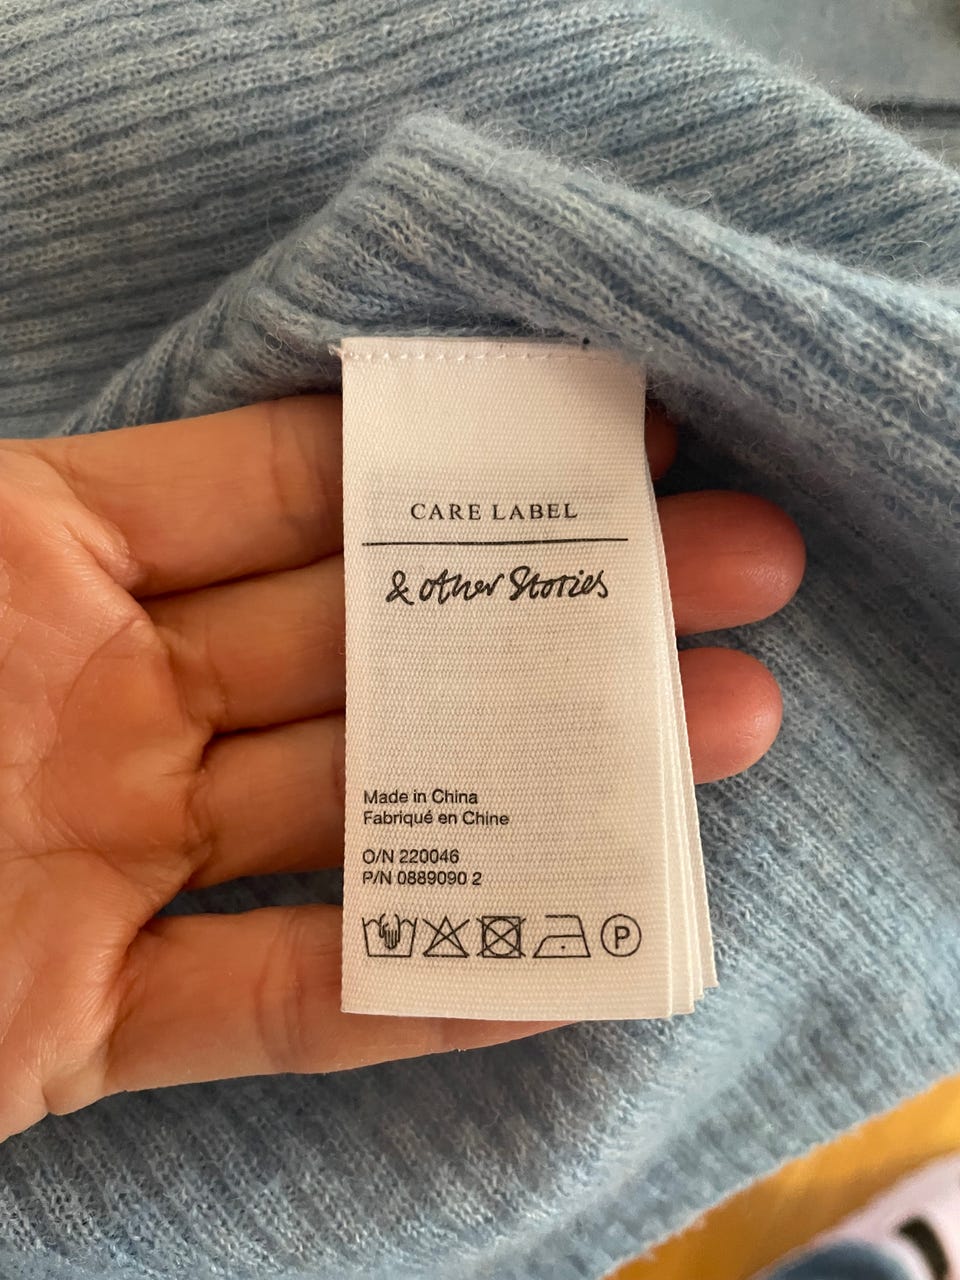 CARE LABEL
& other Stories
Made in China
Fabriqué en Chine
O/N 220046
P/N 0889090 2
P